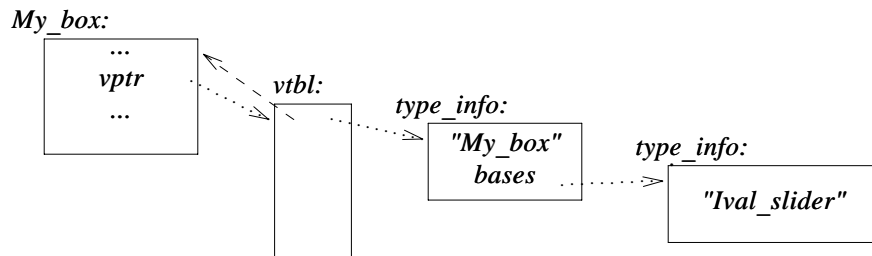 My_box:
...
vptr
...
vtbl:
type_info:
"My_box"
bases
type_info:
"Ival_slider"